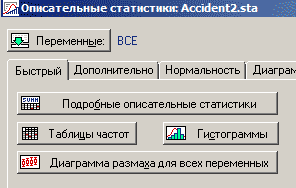 Описательные статистики: Accident2.sta
Переменные: ВСЕ
Быстрый Дополнительно Нормальность Диаграм
Подробные описательные статистики
Таблицы частот Гистограммы
Диаграмма размаха для всех переменных